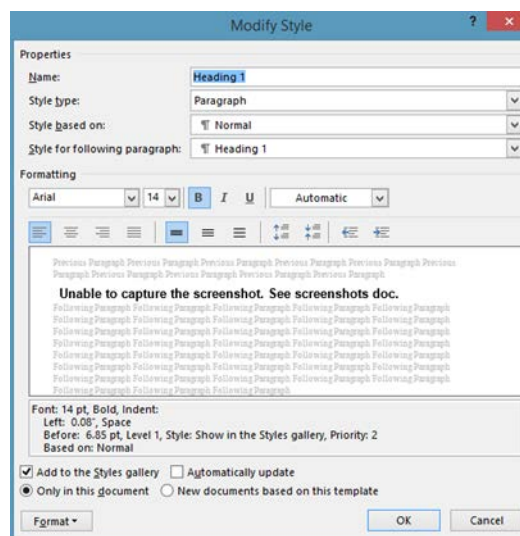 Modify Style
?
Properties
Name: Heading 1
Style type: Paragraph
Style based on: ¶ Normal
Style for following paragraph: ¶ Heading 1
Formatting
Arial 14 B I U Automatic
Previous Paragraph Previous Paragraph Previous Paragraph Previous Paragraph Previous Paragraph Previous
Paragraph Previous Paragraph Previous Paragraph Previous Paragraph Previous Paragraph
Unable to capture the screenshot. See screenshots doc.
Following Paragraph Following Paragraph Following Paragraph Following Paragraph Following Paragraph
Following Paragraph Following Paragraph Following Paragraph Following Paragraph Following Paragraph
Following Paragraph Following Paragraph Following Paragraph Following Paragraph Following Paragraph
Following Paragraph Following Paragraph Following Paragraph Following Paragraph Following Paragraph
Following Paragraph Following Paragraph Following Paragraph Following Paragraph Following Paragraph
Following Paragraph Following Paragraph Following Paragraph Following Paragraph Following Paragraph
Following Paragraph Following Paragraph Following Paragraph Following Paragraph Following Paragraph
Following Paragraph Following Paragraph Following Paragraph
Font: 14 pt, Bold, Indent:
Left: 0.08", Space
Before: 6.85 pt, Level 1, Style: Show in the Styles gallery, Priority: 2
Based on: Normal
Add to the Styles gallery Automatically update
Only in this document New documents based on this template
Format OK Cancel